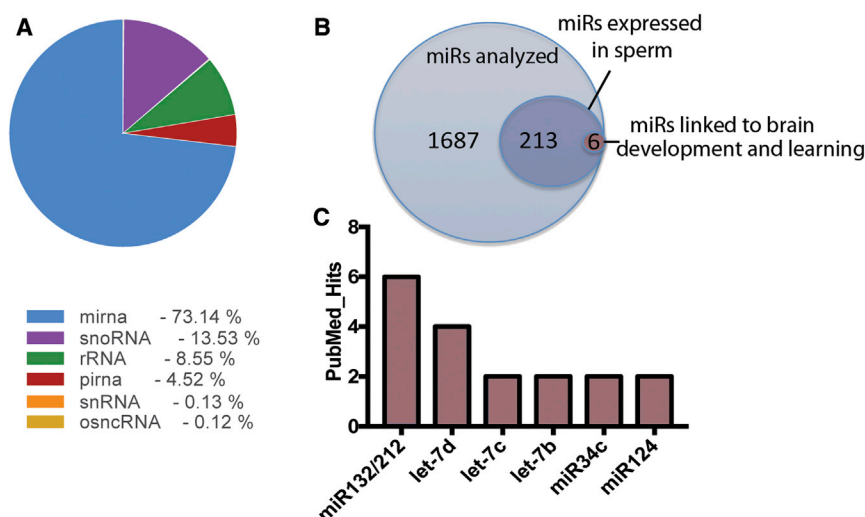 A
mirna - 73.14 %
snoRNA - 13.53 %
rRNA - 8.55 %
pirna - 4.52 %
snRNA - 0.13 %
osncRNA - 0.12 %
B
miRs analyzed
miRs expressed
in sperm
1687
213
6
miRs linked to brain
development and learning
C
PubMed_Hits
8
6
4
2
0
miR132/212
let-7d
let-7c
let-7b
miR34c
miR124